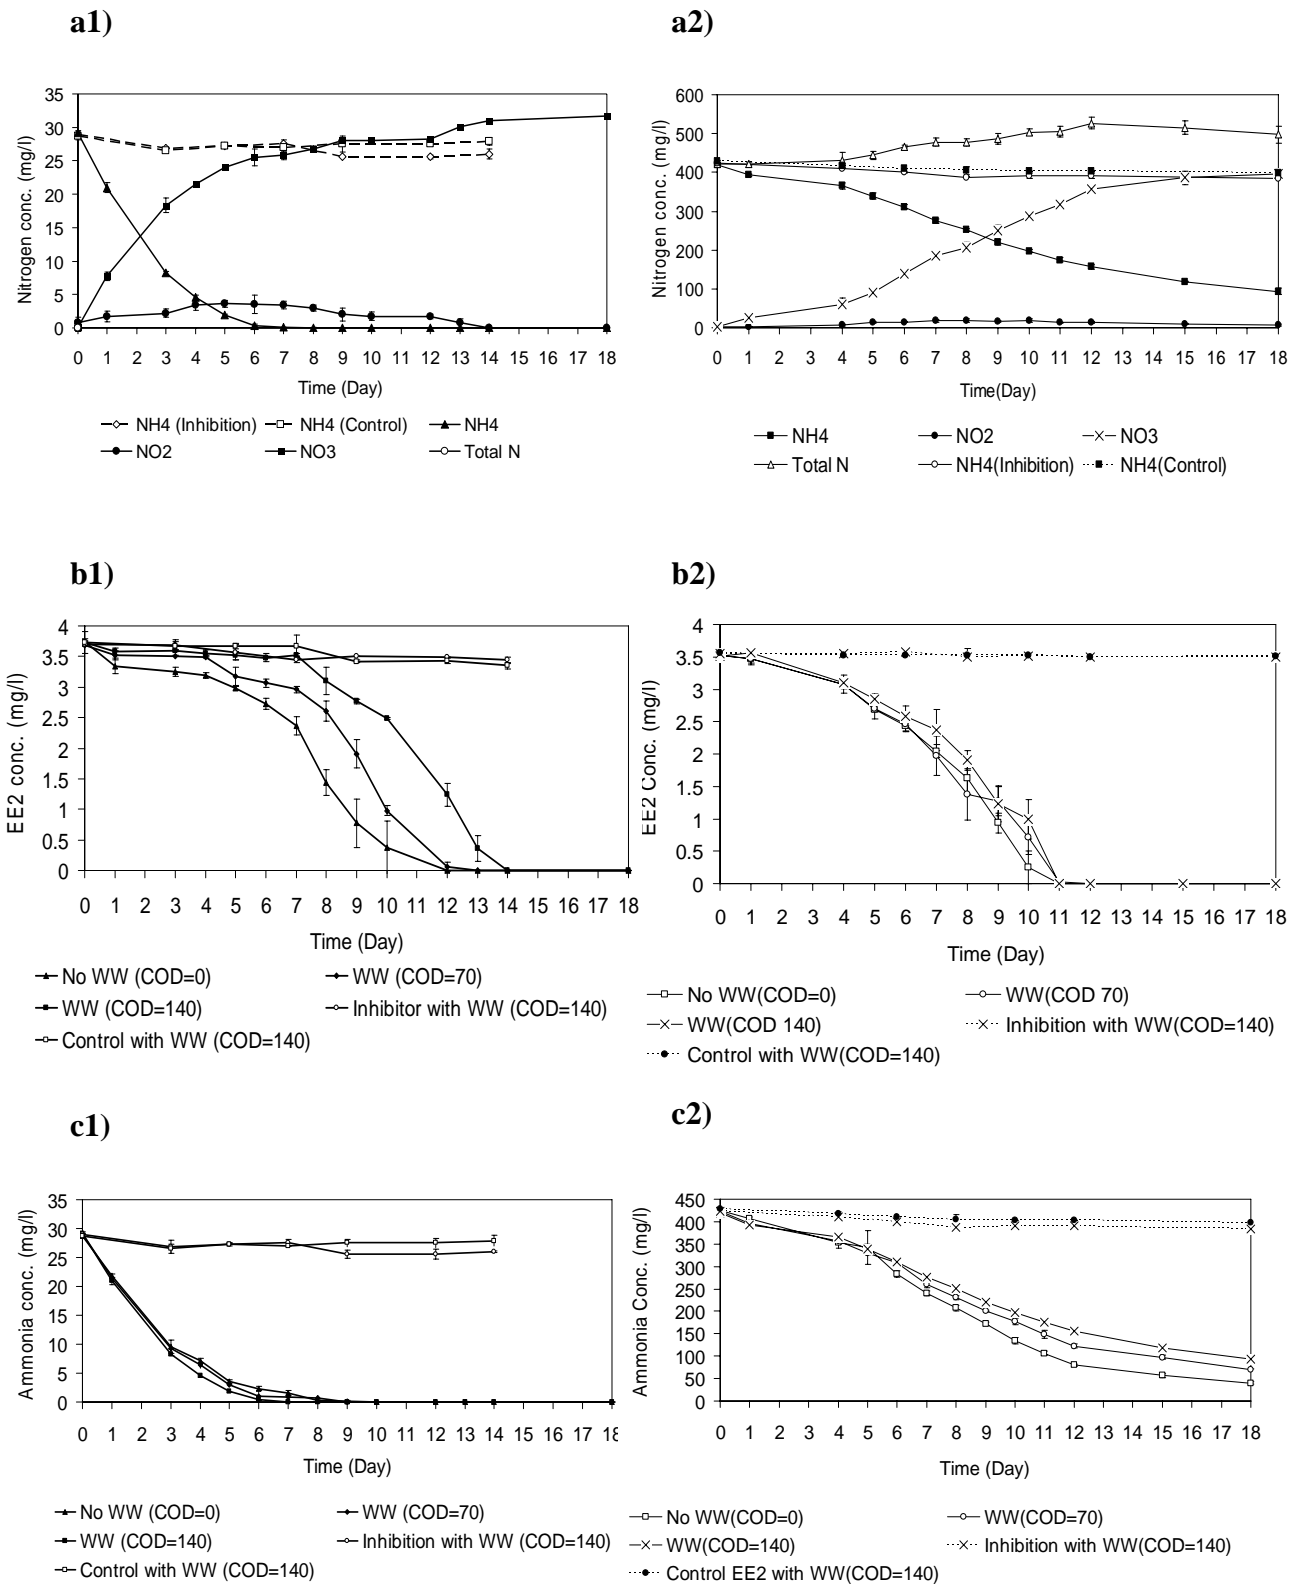 a1)
a2)
Nitrogen conc. (mg/l)
35
30
25
20
15
10
5
0
0 1 2 3 4 5 6 7 8 9 10 11 12 13 14 15 16 17 18
Time (Day)
NH4 (Inhibition) NH4 (Control) NH4
NO2 NO3 Total N
Nitrogen conc. (mg/l)
600
500
400
300
200
100
0
0 1 2 3 4 5 6 7 8 9 10 11 12 13 14 15 16 17 18
Time(Day)
NH4 NO2 NO3
Total N NH4(Inhibition) NH4(Control)
b1)
b2)
EE2 conc. (mg/l)
4
3.5
3
2.5
2
1.5
1
0.5
0
0 1 2 3 4 5 6 7 8 9 10 11 12 13 14 15 16 17 18
Time (Day)
No WW (COD=0) WW (COD=70)
WW (COD=140) Inhibitor with WW (COD=140)
Control with WW (COD=140)
EE2 Conc. (mg/l)
4
3.5
3
2.5
2
1.5
1
0.5
0
0 1 2 3 4 5 6 7 8 9 10 11 12 13 14 15 16 17 18
Time (Day)
No WW(COD=0) WW(COD 70)
WW(COD 140) Inhibition with WW(COD=140)
Control with WW(COD=140)
c1)
c2)
Ammonia conc. (mg/l)
35
30
25
20
15
10
5
0
0 1 2 3 4 5 6 7 8 9 10 11 12 13 14 15 16 17 18
Time (Day)
No WW (COD=0) WW (COD=70)
WW (COD=140) Inhibition with WW (COD=140)
Control with WW (COD=140)
Ammonia Conc. (mg/l)
450
400
350
300
250
200
150
100
50
0
0 1 2 3 4 5 6 7 8 9 10 11 12 13 14 15 16 17 18
Time (Day)
No WW(COD=0) WW(COD=70)
WW(COD=140) Inhibition with WW(COD=140)
Control EE2 with WW(COD=140)